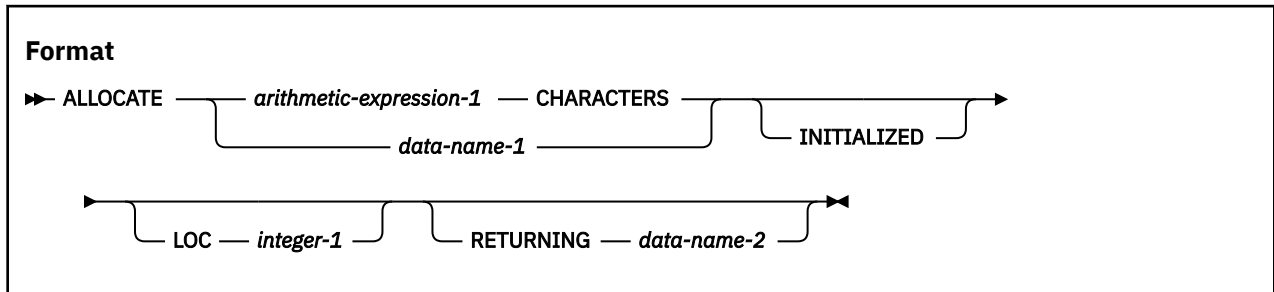 Format
ALLOCATE arithmetic-expression-1 CHARACTERS
data-name-1
INITIALIZED
LOC integer-1 RETURNING data-name-2